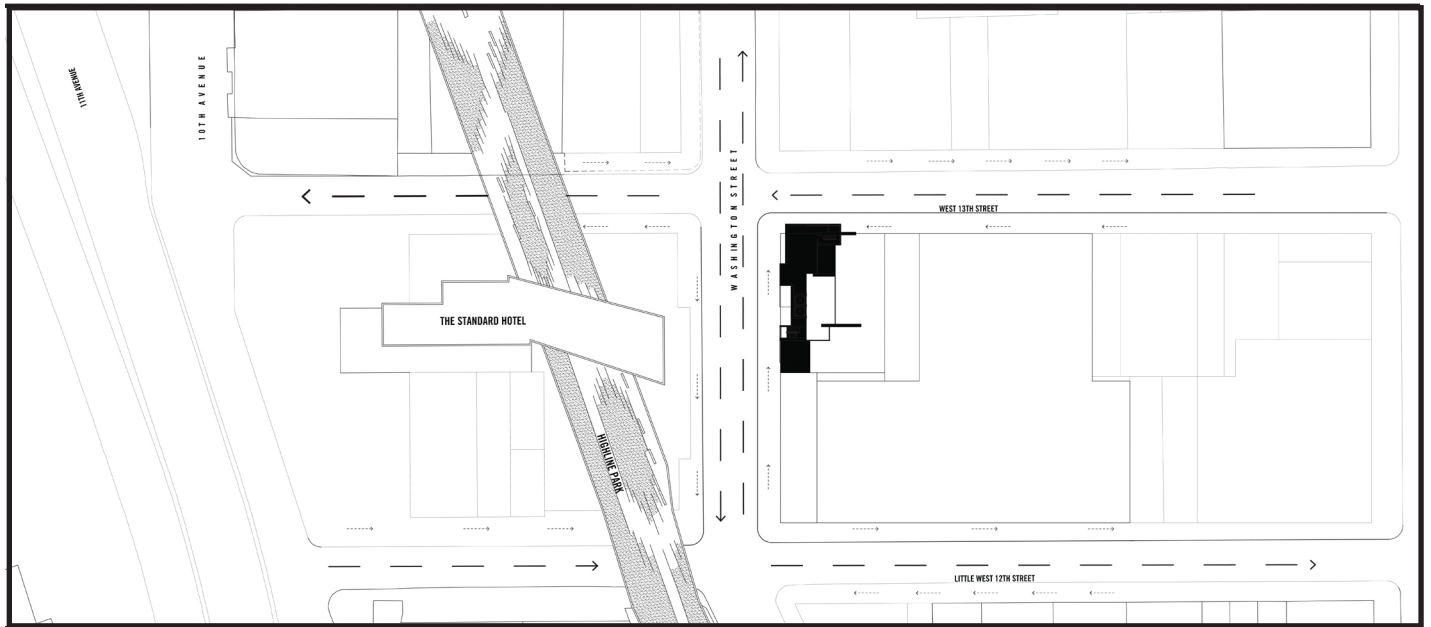 11TH AVENUE
10TH AVENUE
WASHINGTON STREET
WEST 13TH STREET
THE STANDARD HOTEL
HIGHLINE PARK
LITTLE WEST 12TH STREET